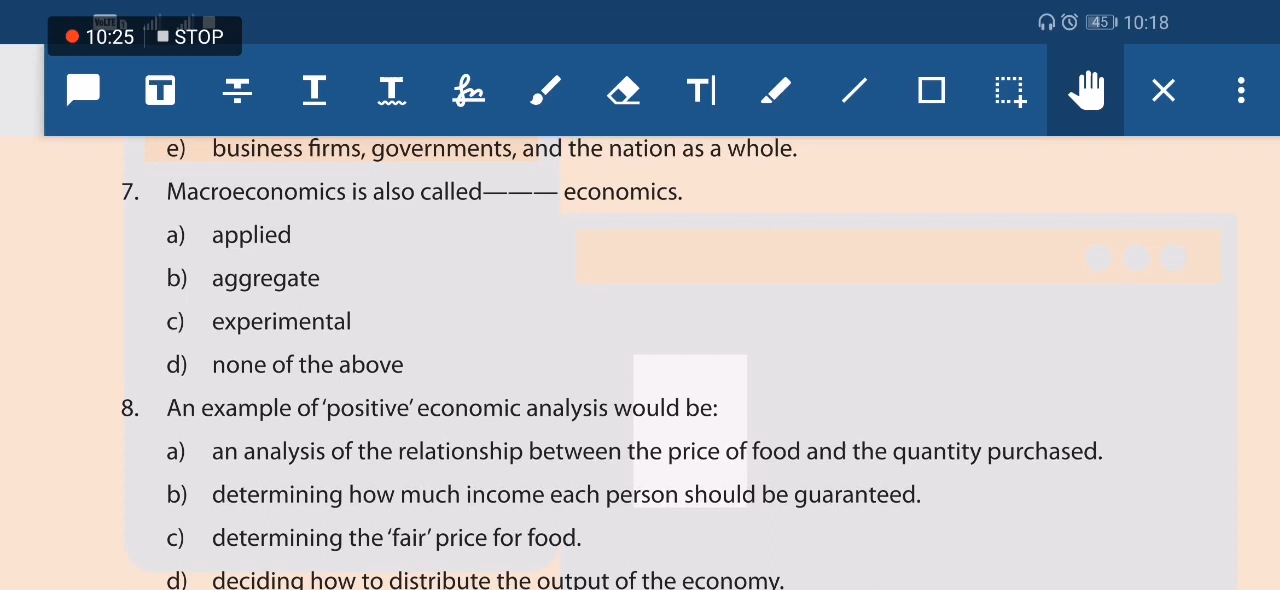 10:25 STOP 45 10:18
e) business firms, governments, and the nation as a whole.
7. Macroeconomics is also called——— economics.
a) applied
b) aggregate
c) experimental
d) none of the above
8. An example of ‘positive’ economic analysis would be:
a) an analysis of the relationship between the price of food and the quantity purchased.
b) determining how much income each person should be guaranteed.
c) determining the ‘fair’ price for food.
d) deciding how to distribute the output of the economy.